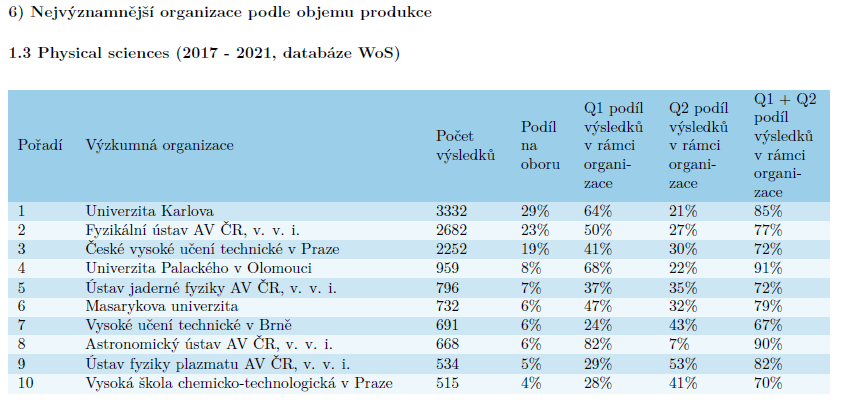 6) Nejvýznamnější organizace podle objemu produkce
1.3 Physical sciences (2017 - 2021, databáze WoS)
Pořadí Výzkumná organizace Počet výsledků Podíl na oboru Q1 podíl výsledků v rámci organi-zace Q2 podíl výsledků v rámci organi-zace Q1 + Q2 podíl výsledků v rámci organi-zace
1 Univerzita Karlova 3332 29% 64% 21% 85%
2 Fyzikální ústav AV ČR, v. v. i. 2682 23% 50% 27% 77%
3 České vysoké učení technické v Praze 2252 19% 41% 30% 72%
4 Univerzita Palackého v Olomouci 959 8% 68% 22% 91%
5 Ústav jaderné fyziky AV ČR, v. v. i. 796 7% 37% 35% 72%
6 Masarykova univerzita 732 6% 47% 32% 79%
7 Vysoké učení technické v Brně 691 6% 24% 43% 67%
8 Astronomický ústav AV ČR, v. v. i. 668 6% 82% 7% 90%
9 Ústav fyziky plazmatu AV ČR, v. v. i. 534 5% 29% 53% 82%
10 Vysoká škola chemicko-technologická v Praze 515 4% 28% 41% 70%